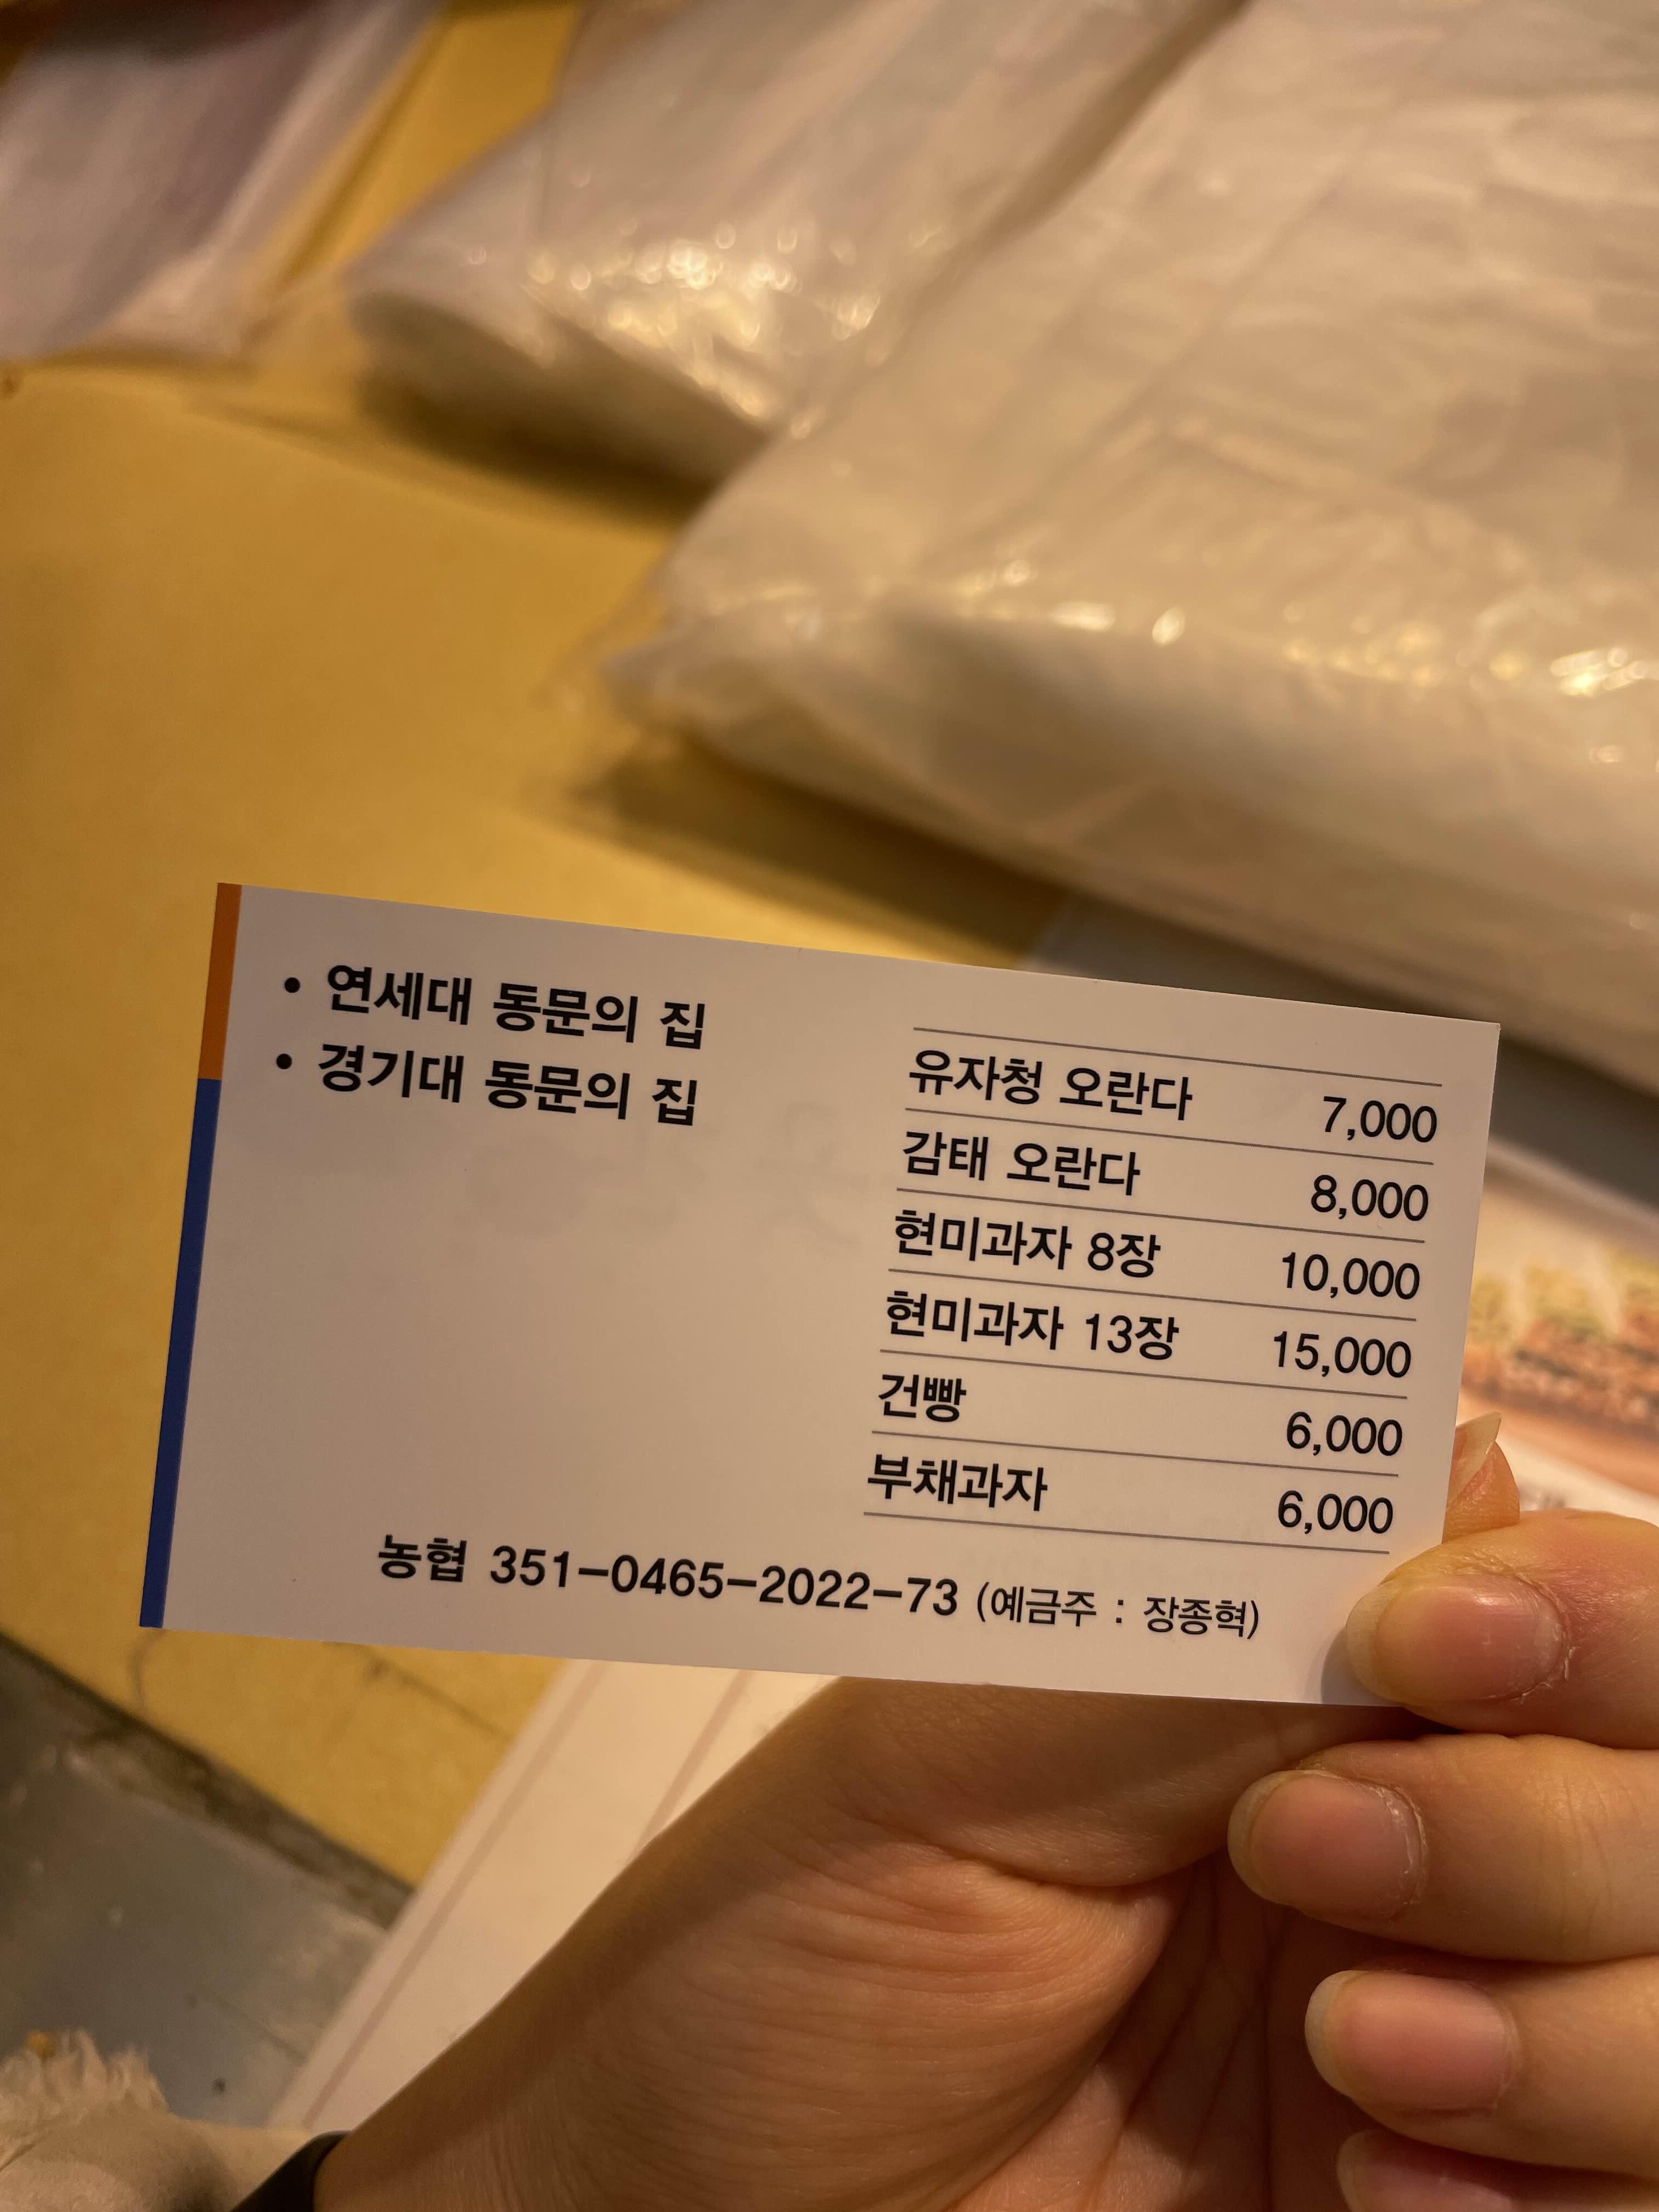 • 연세대 동문의 집
• 경기대 동문의 집
유자청 오란다 7,000
감태 오란다 8,000
현미과자 8장 10,000
현미과자 13장 15,000
건빵 6,000
부채과자 6,000
농협 351-0465-2022-73 (예금주 : 장종혁)